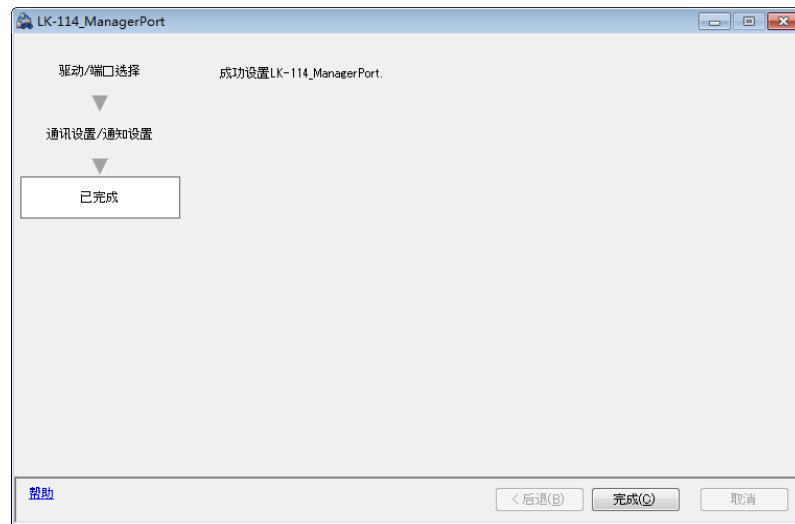 LK-114_ManagerPort
驱动/端口选择
成功设置LK-114_ManagerPort.
通讯设置/通知设置
已完成
帮助
< 后退(B)
完成(C)
取消